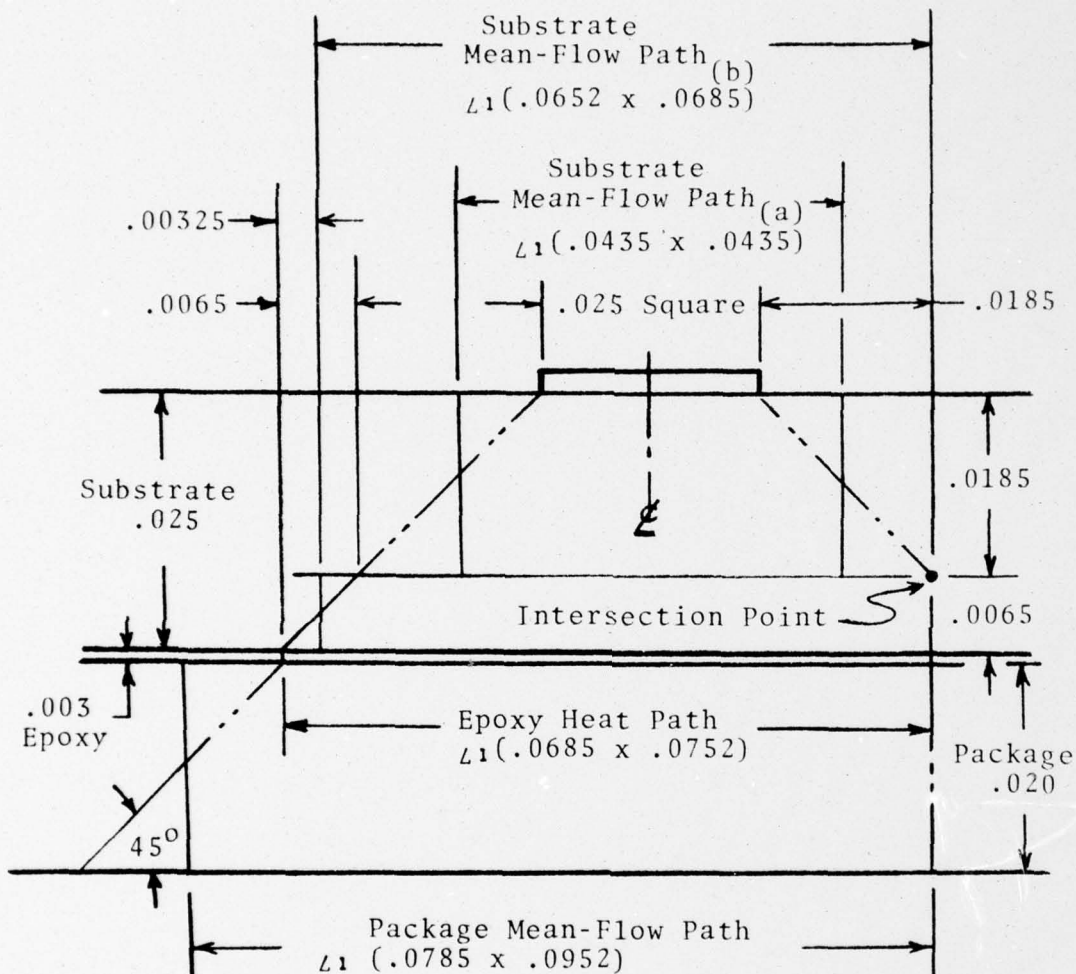 Substrate
Mean-Flow Path(b)
∠1(.0652 x .0685)
Substrate
Mean-Flow Path(a)
∠1(.0435 x .0435)
.00325
.0065
.025 Square
.0185
Substrate
.025
.0185
℄
Intersection Point
.0065
.003
Epoxy
Epoxy Heat Path
∠1(.0685 x .0752)
Package
.020
45°
Package Mean-Flow Path
∠1 (.0785 x .0952)